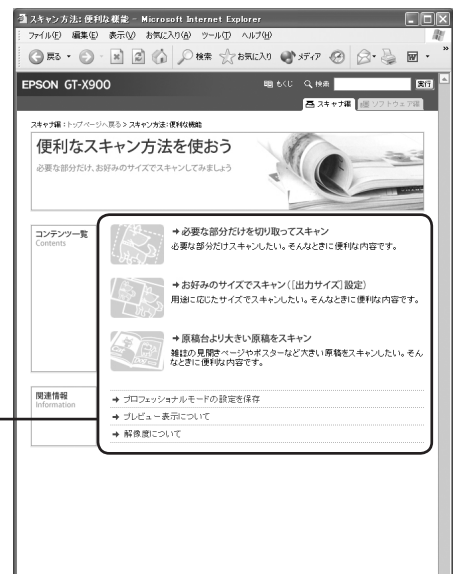 スキャン方法：便利な機能 - Microsoft Internet Explorer
ファイル(F) 編集(E) 表示(V) お気に入り(A) ツール(T) ヘルプ(H)
戻る 検索 お気に入り メディア
EPSON GT-X900 もくじ 検索 実行
スキャナ編 ソフトウェア編
スキャナ編：トップページへ戻る > スキャン方法：便利な機能
便利なスキャン方法を使おう
必要な部分だけ、お好みのサイズでスキャンしてみましょう
コンテンツ一覧
Contents
➜ 必要な部分だけを切り取ってスキャン
必要な部分だけスキャンしたい。そんなときに便利な内容です。
➜ お好みのサイズでスキャン（［出力サイズ］設定）
用途に応じたサイズでスキャンしたい。そんなときに便利な内容です。
➜ 原稿台より大きい原稿をスキャン
雑誌の見開きページやポスターなど大きい原稿をスキャンしたい。そん
なときに便利な内容です。
関連情報
Information
➜ プロフェッショナルモードの設定を保存
➜ プレビュー表示について
➜ 解像度について